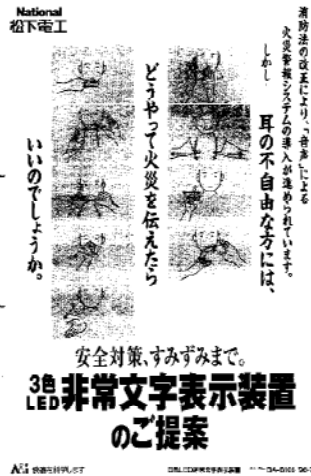 National
松下電工
消防法の改正により、「音声」による
火災警報システムの導入が進められています。
しかし
耳の不自由な方には、
どうやって火災を伝えたら
いいのでしょうか。
安全対策、すみずみまで。
3色
LED 非常文字表示装置
のご提案